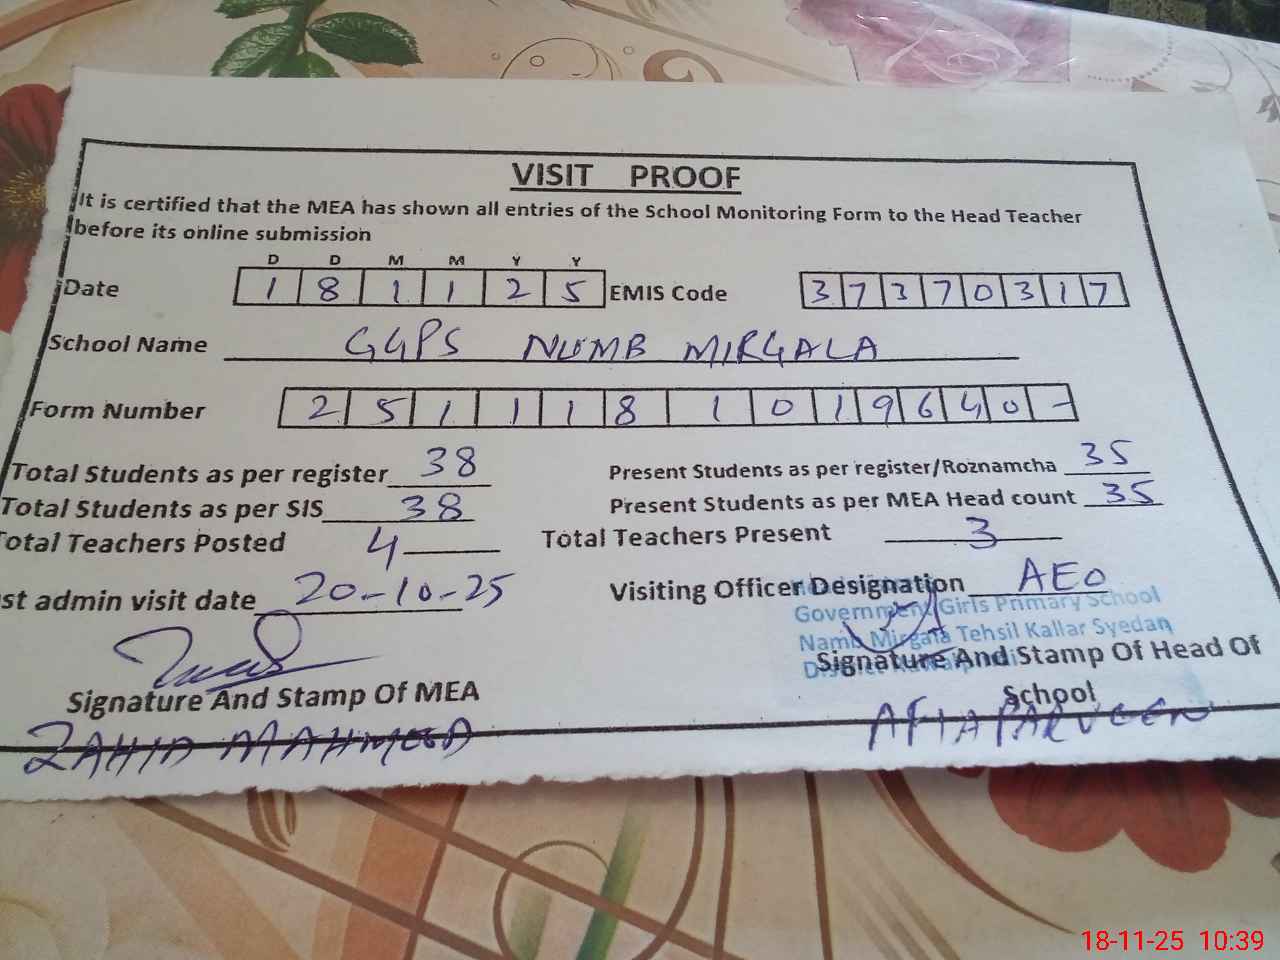 VISIT PROOF
It is certified that the MEA has shown all entries of the School Monitoring Form to the Head Teacher
before its online submission
D D M M Y Y
Date 1 8 1 1 2 5 EMIS Code 3 7 3 7 0 3 1 7
School Name GGPS NUMB MIRGALA
Form Number 2 5 1 1 1 8 1 0 1 9 6 4 0 -
Total Students as per register 38 Present Students as per register/Roznamcha 35
Total Students as per SIS 38 Present Students as per MEA Head count 35
Total Teachers Posted 4 Total Teachers Present 3
st admin visit date 20-10-25 Visiting Officer Designation AEO
Government Girls Primary School
Namb Mirgala Tehsil Kallar Syedan
Signature And Stamp Of MEA Signature And Stamp Of Head Of
School
ZAHID MAHMOOD AFIA PARVEEN
18-11-25 10:39